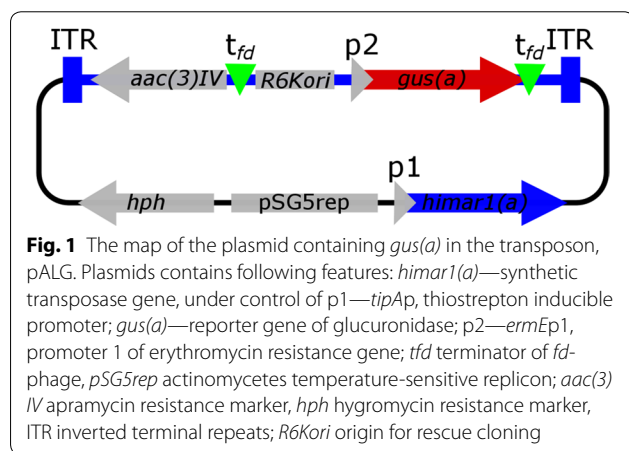 ITR
aac(3)IV
tfd
R6Kori
p2
gus(a)
tfd
ITR
hph
pSG5rep
p1
himar1(a)
Fig. 1 The map of the plasmid containing gus(a) in the transposon,
pALG. Plasmids contains following features: himar1(a)—synthetic
transposase gene, under control of p1—tipAp, thiostrepton inducible
promoter; gus(a)—reporter gene of glucuronidase; p2—ermEp1,
promoter 1 of erythromycin resistance gene; tfd terminator of fd-
phage, pSG5rep actinomycetes temperature-sensitive replicon; aac(3)
IV apramycin resistance marker, hph hygromycin resistance marker,
ITR inverted terminal repeats; R6Kori origin for rescue cloning